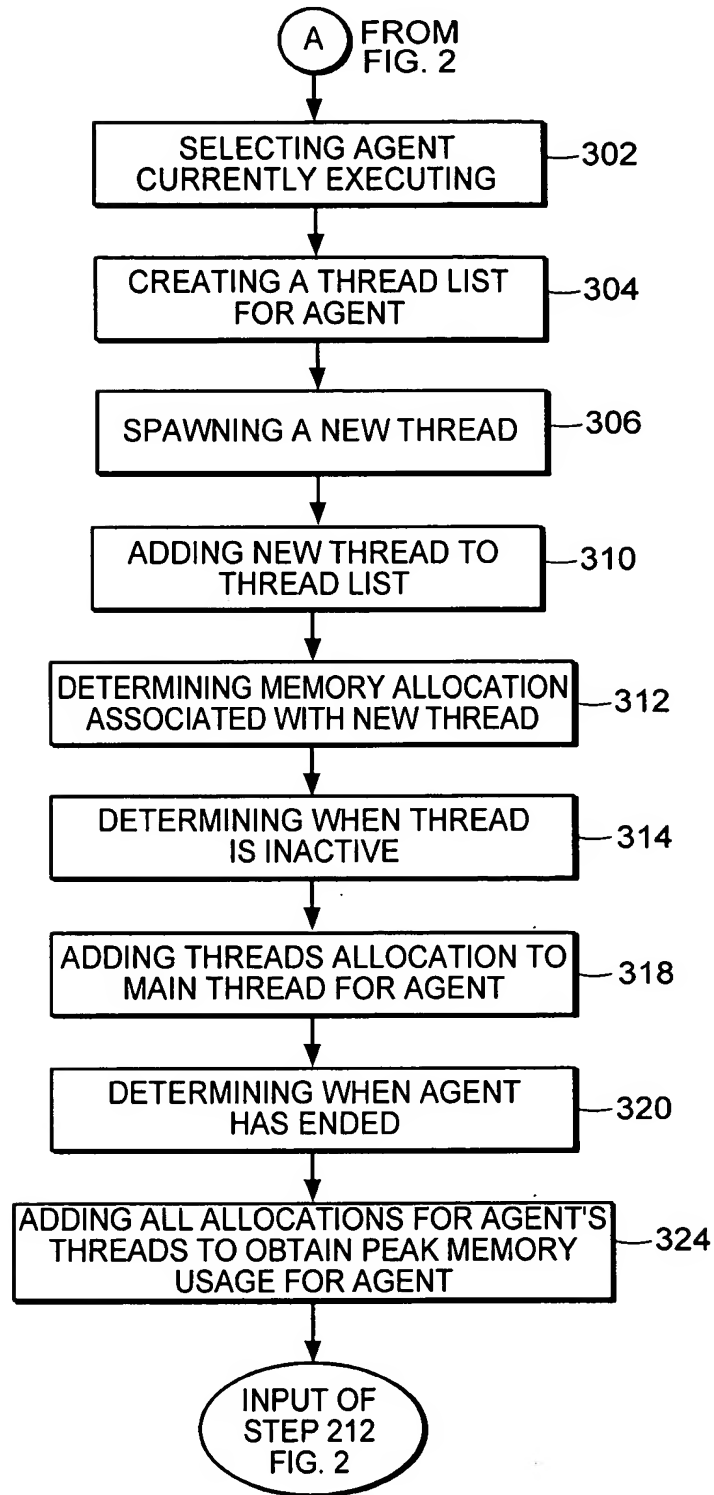 A
FROM
FIG. 2
SELECTING AGENT
CURRENTLY EXECUTING
302
CREATING A THREAD LIST
FOR AGENT
304
SPAWNING A NEW THREAD
306
ADDING NEW THREAD TO
THREAD LIST
310
DETERMINING MEMORY ALLOCATION
ASSOCIATED WITH NEW THREAD
312
DETERMINING WHEN THREAD
IS INACTIVE
314
ADDING THREADS ALLOCATION TO
MAIN THREAD FOR AGENT
318
DETERMINING WHEN AGENT
HAS ENDED
320
ADDING ALL ALLOCATIONS FOR AGENT'S
THREADS TO OBTAIN PEAK MEMORY
USAGE FOR AGENT
324
INPUT OF
STEP 212
FIG. 2